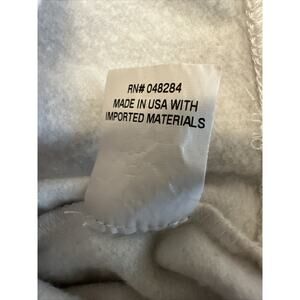 RN# 048284
MADE IN USA WITH
IMPORTED MATERIALS